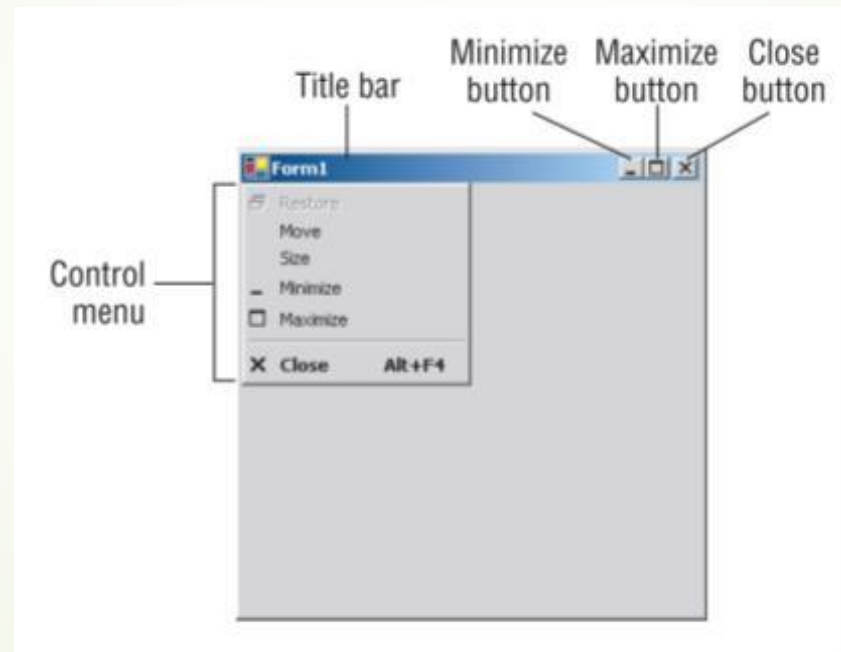 Minimize button
Maximize button
Close button
Title bar
Form1
Restore
Move
Size
Minimize
Maximize
Close Alt+F4
Control menu